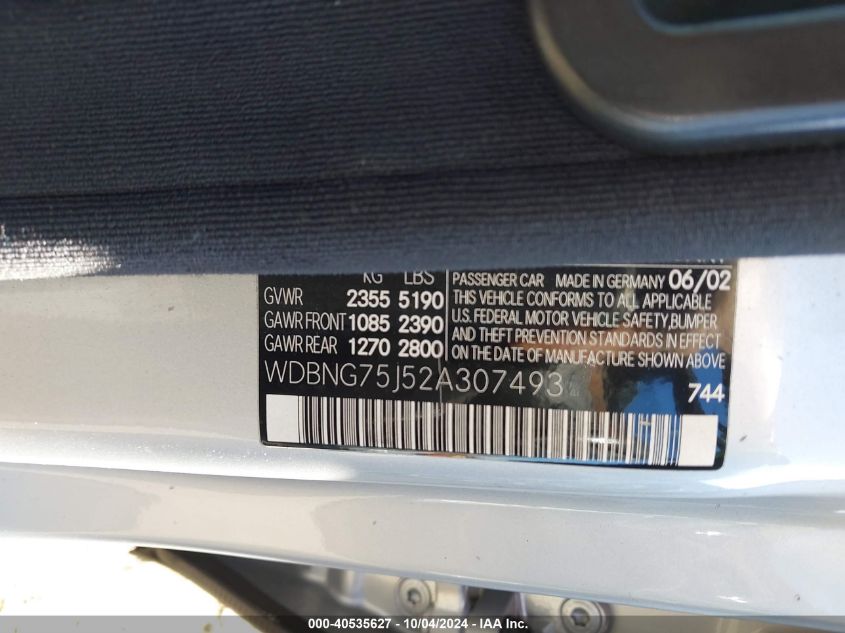 KG LBS
GVWR 2355 5190
GAWR FRONT 1085 2390
GAWR REAR 1270 2800
PASSENGER CAR MADE IN GERMANY 06/02
THIS VEHICLE CONFORMS TO ALL APPLICABLE
U.S. FEDERAL MOTOR VEHICLE SAFETY,BUMPER
AND THEFT PREVENTION STANDARDS IN EFFECT
ON THE DATE OF MANUFACTURE SHOWN ABOVE
WDBNG75J52A307493
744
000-40535627 - 10/04/2024 - IAA Inc.